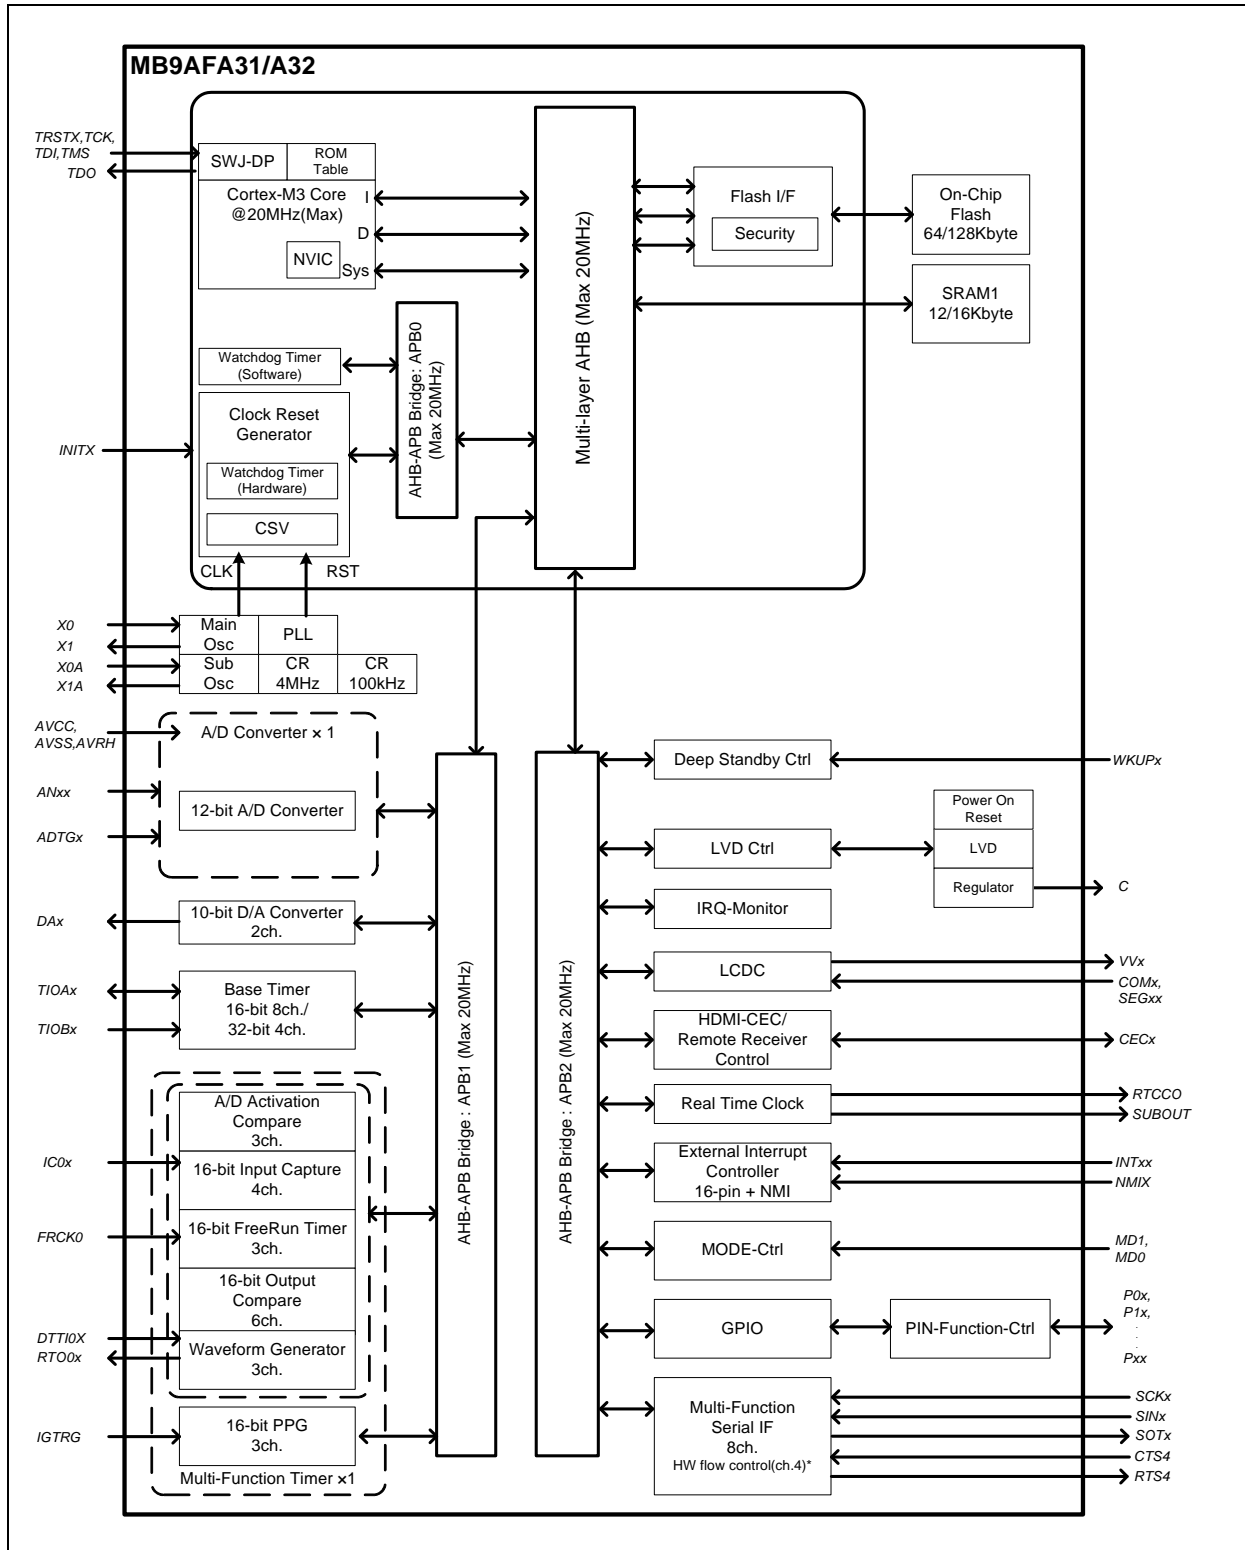 MB9AFA31/A32
TRSTX,TCK,
TDI,TMS
TDO
SWJ-DP
ROM
Table
Cortex-M3 Core
@20MHz(Max)
I
D
NVIC
Sys
Multi-layer AHB (Max 20MHz)
Flash I/F
Security
On-Chip
Flash
64/128Kbyte
SRAM1
12/16Kbyte
AHB-APB Bridge: APB0
(Max 20MHz)
Watchdog Timer
(Software)
Clock Reset
Generator
INITX
Watchdog Timer
(Hardware)
CSV
CLK
RST
X0
X1
X0A
X1A
Main
Osc
PLL
Sub
Osc
CR
4MHz
CR
100kHz
AVCC,
AVSS,AVRH
A/D Converter × 1
ANxx
12-bit A/D Converter
ADTGx
DAx
10-bit D/A Converter
2ch.
TIOAx
TIOBx
Base Timer
16-bit 8ch./
32-bit 4ch.
A/D Activation
Compare
3ch.
IC0x
16-bit Input Capture
4ch.
FRCK0
16-bit FreeRun Timer
3ch.
16-bit Output
Compare
6ch.
DTTI0X
RTO0x
Waveform Generator
3ch.
IGTRG
16-bit PPG
3ch.
Multi-Function Timer ×1
AHB-APB Bridge : APB1 (Max 20MHz)
AHB-APB Bridge : APB2 (Max 20MHz)
Deep Standby Ctrl
WKUPx
Power On
Reset
LVD Ctrl
LVD
Regulator
C
IRQ-Monitor
LCDC
VVx
COMx,
SEGxx
HDMI-CEC/
Remote Receiver
Control
CECx
Real Time Clock
RTCCO
SUBOUT
External Interrupt
Controller
16-pin + NMI
INTxx
NMIX
MODE-Ctrl
MD1,
MD0
GPIO
PIN-Function-Ctrl
P0x,
P1x,
.
.
.
Pxx
Multi-Function
Serial IF
8ch.
HW flow control(ch.4)*
SCKx
SINx
SOTx
CTS4
RTS4